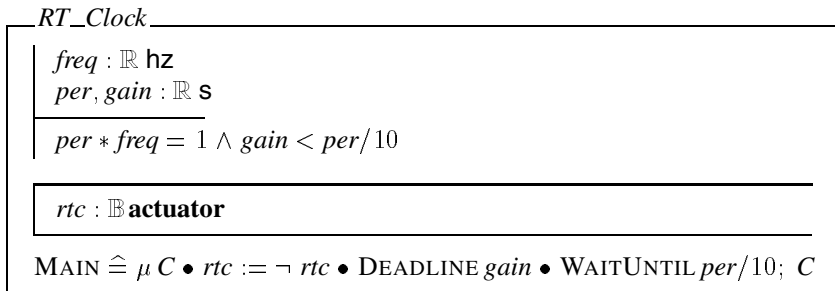 RT_Clock
freq : ℝ hz
per, gain : ℝ s
per ∗ freq = 1 ∧ gain < per/10
rtc : 𝔹 actuator
MAIN ≙ μ C • rtc := ¬ rtc • DEADLINE gain • WAITUNTIL per/10; C